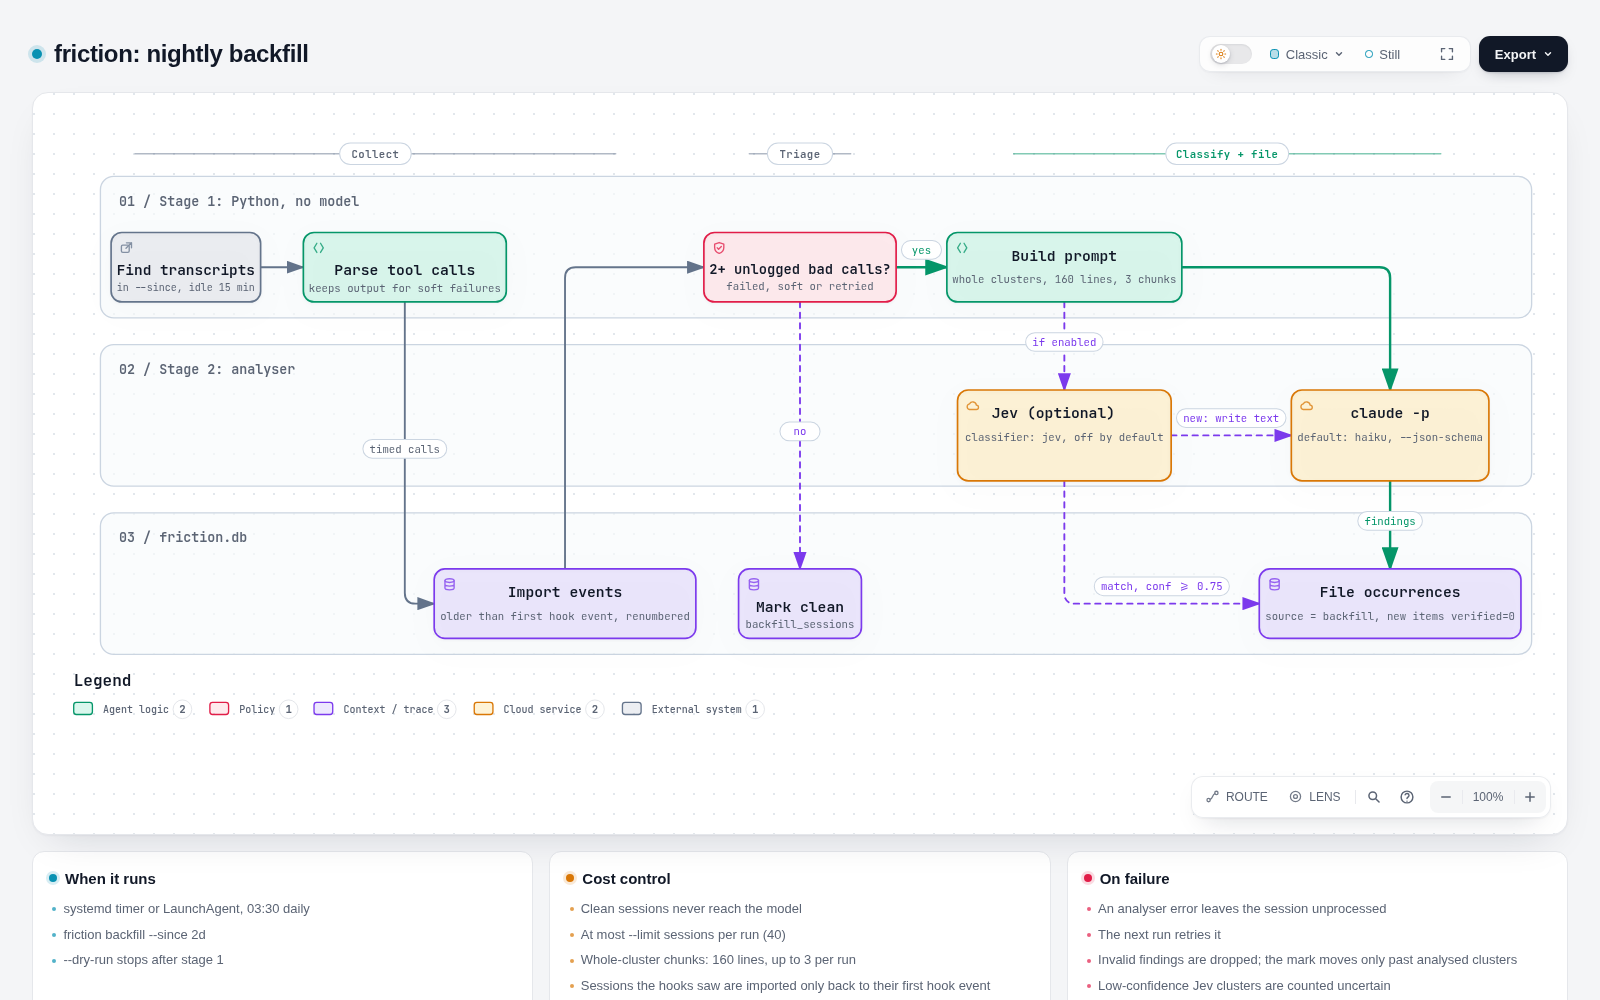 friction: nightly backfill
Classic
Still
Export
Collect
Triage
Classify + file
01 / Stage 1: Python, no model
Find transcripts
in --since, idle 15 min
Parse tool calls
keeps output for soft failures
2+ unlogged bad calls?
failed, soft or retried
yes
Build prompt
whole clusters, 160 lines, 3 chunks
if enabled
02 / Stage 2: analyser
Jev (optional)
classifier: jev, off by default
new: write text
claude -p
default: haiku, --json-schema
no
timed calls
findings
03 / friction.db
Import events
older than first hook event, renumbered
Mark clean
backfill_sessions
match, conf ⩾ 0.75
File occurrences
source = backfill, new items verified=0
Legend
Agent logic 2
Policy 1
Context / trace 3
Cloud service 2
External system 1
ROUTE
LENS
100%
When it runs
systemd timer or LaunchAgent, 03:30 daily
friction backfill --since 2d
--dry-run stops after stage 1
Cost control
Clean sessions never reach the model
At most --limit sessions per run (40)
Whole-cluster chunks: 160 lines, up to 3 per run
Sessions the hooks saw are imported only back to their first hook event
On failure
An analyser error leaves the session unprocessed
The next run retries it
Invalid findings are dropped; the mark moves only past analysed clusters
Low-confidence Jev clusters are counted uncertain